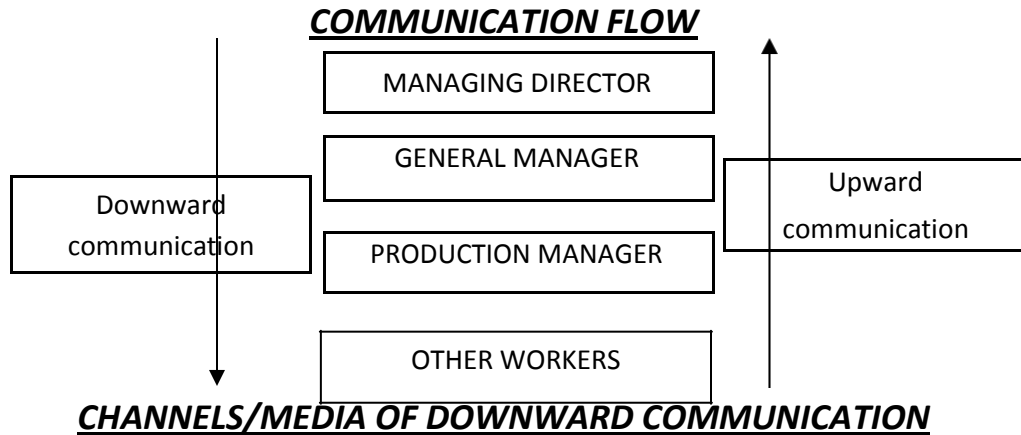 COMMUNICATION FLOW
MANAGING DIRECTOR
GENERAL MANAGER
Downward
communication
Upward
communication
PRODUCTION MANAGER
OTHER WORKERS
CHANNELS/MEDIA OF DOWNWARD COMMUNICATION